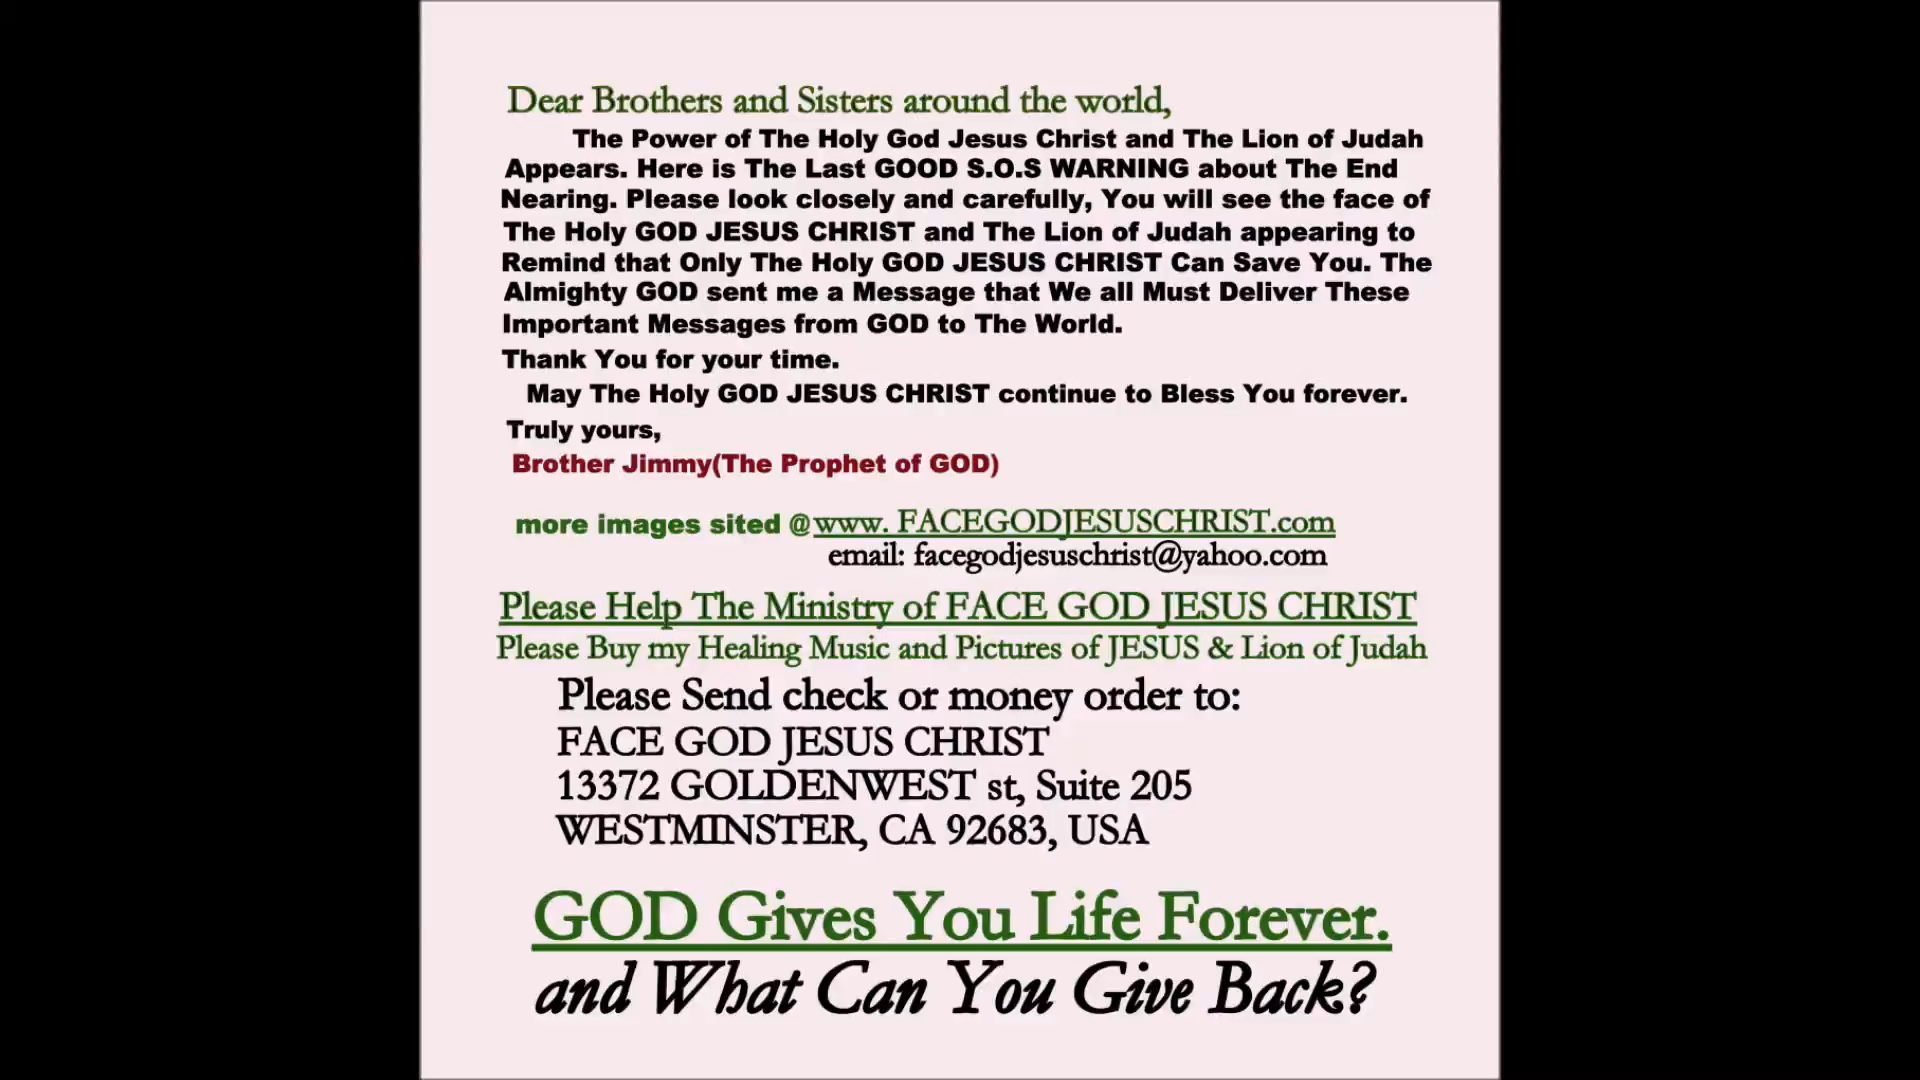 Dear Brothers and Sisters around the world,
The Power of The Holy God Jesus Christ and The Lion of Judah
Appears. Here is The Last GOOD S.O.S WARNING about The End
Nearing. Please look closely and carefully, You will see the face of
The Holy GOD JESUS CHRIST and The Lion of Judah appearing to
Remind that Only The Holy GOD JESUS CHRIST Can Save You. The
Almighty GOD sent me a Message that We all Must Deliver These
Important Messages from GOD to The World.
Thank You for your time.
May The Holy GOD JESUS CHRIST continue to Bless You forever.
Truly yours,
Brother Jimmy(The Prophet of GOD)
more images sited @www. FACEGODJESUSCHRIST.com
email: facegodjesuschrist@yahoo.com
Please Help The Ministry of FACE GOD JESUS CHRIST
Please Buy my Healing Music and Pictures of JESUS & Lion of Judah
Please Send check or money order to:
FACE GOD JESUS CHRIST
13372 GOLDENWEST st, Suite 205
WESTMINSTER, CA 92683, USA
GOD Gives You Life Forever.
and What Can You Give Back?